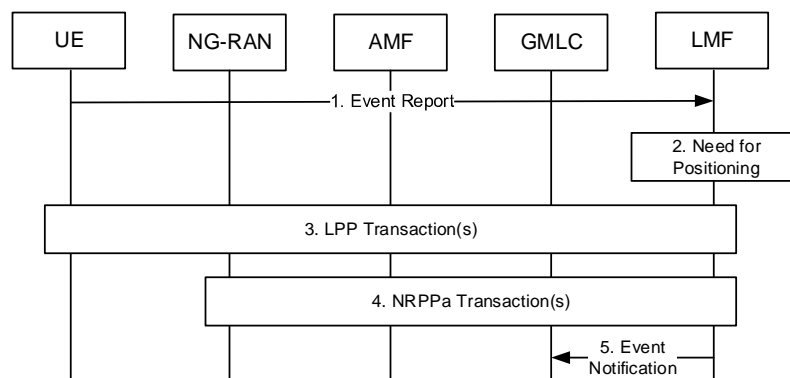 UE
NG-RAN
AMF
GMLC
LMF
1. Event Report
2. Need for
Positioning
3. LPP Transaction(s)
4. NRPPa Transaction(s)
5. Event
Notification